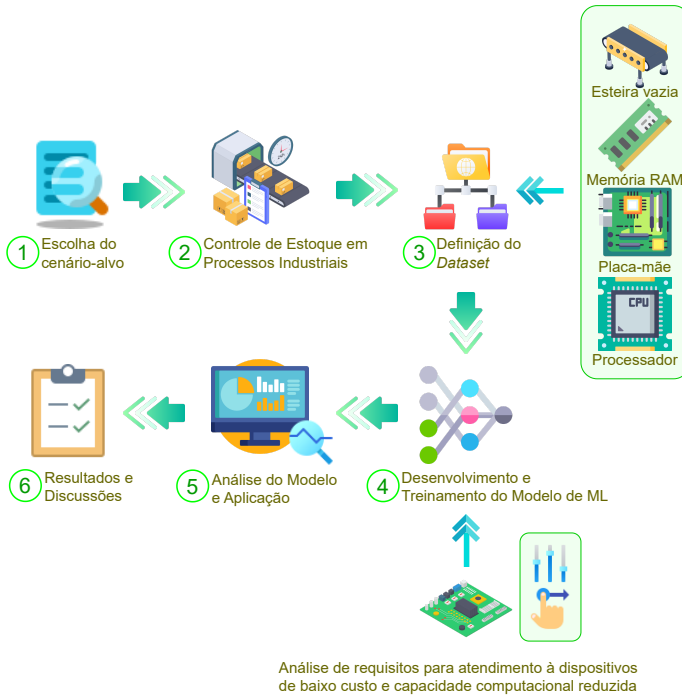 Esteira vazia
Memória RAM
Placa-mãe
CPU
Processador
1 Escolha do
cenário-alvo
2 Controle de Estoque em
Processos Industriais
3 Definição do
Dataset
4 Desenvolvimento e
Treinamento do Modelo de ML
5 Análise do Modelo
e Aplicação
6 Resultados e
Discussões
Análise de requisitos para atendimento à dispositivos
de baixo custo e capacidade computacional reduzida